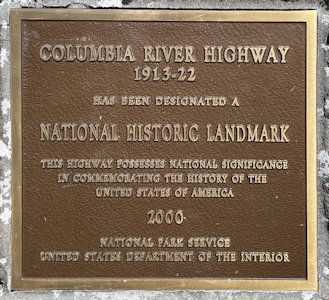 COLUMBIA RIVER HIGHWAY
1913-22
HAS BEEN DESIGNATED A
NATIONAL HISTORIC LANDMARK
THIS HIGHWAY POSSESSES NATIONAL SIGNIFICANCE
IN COMMEMORATING THE HISTORY OF THE
UNITED STATES OF AMERICA
2000
NATIONAL PARK SERVICE
UNITED STATES DEPARTMENT OF THE INTERIOR